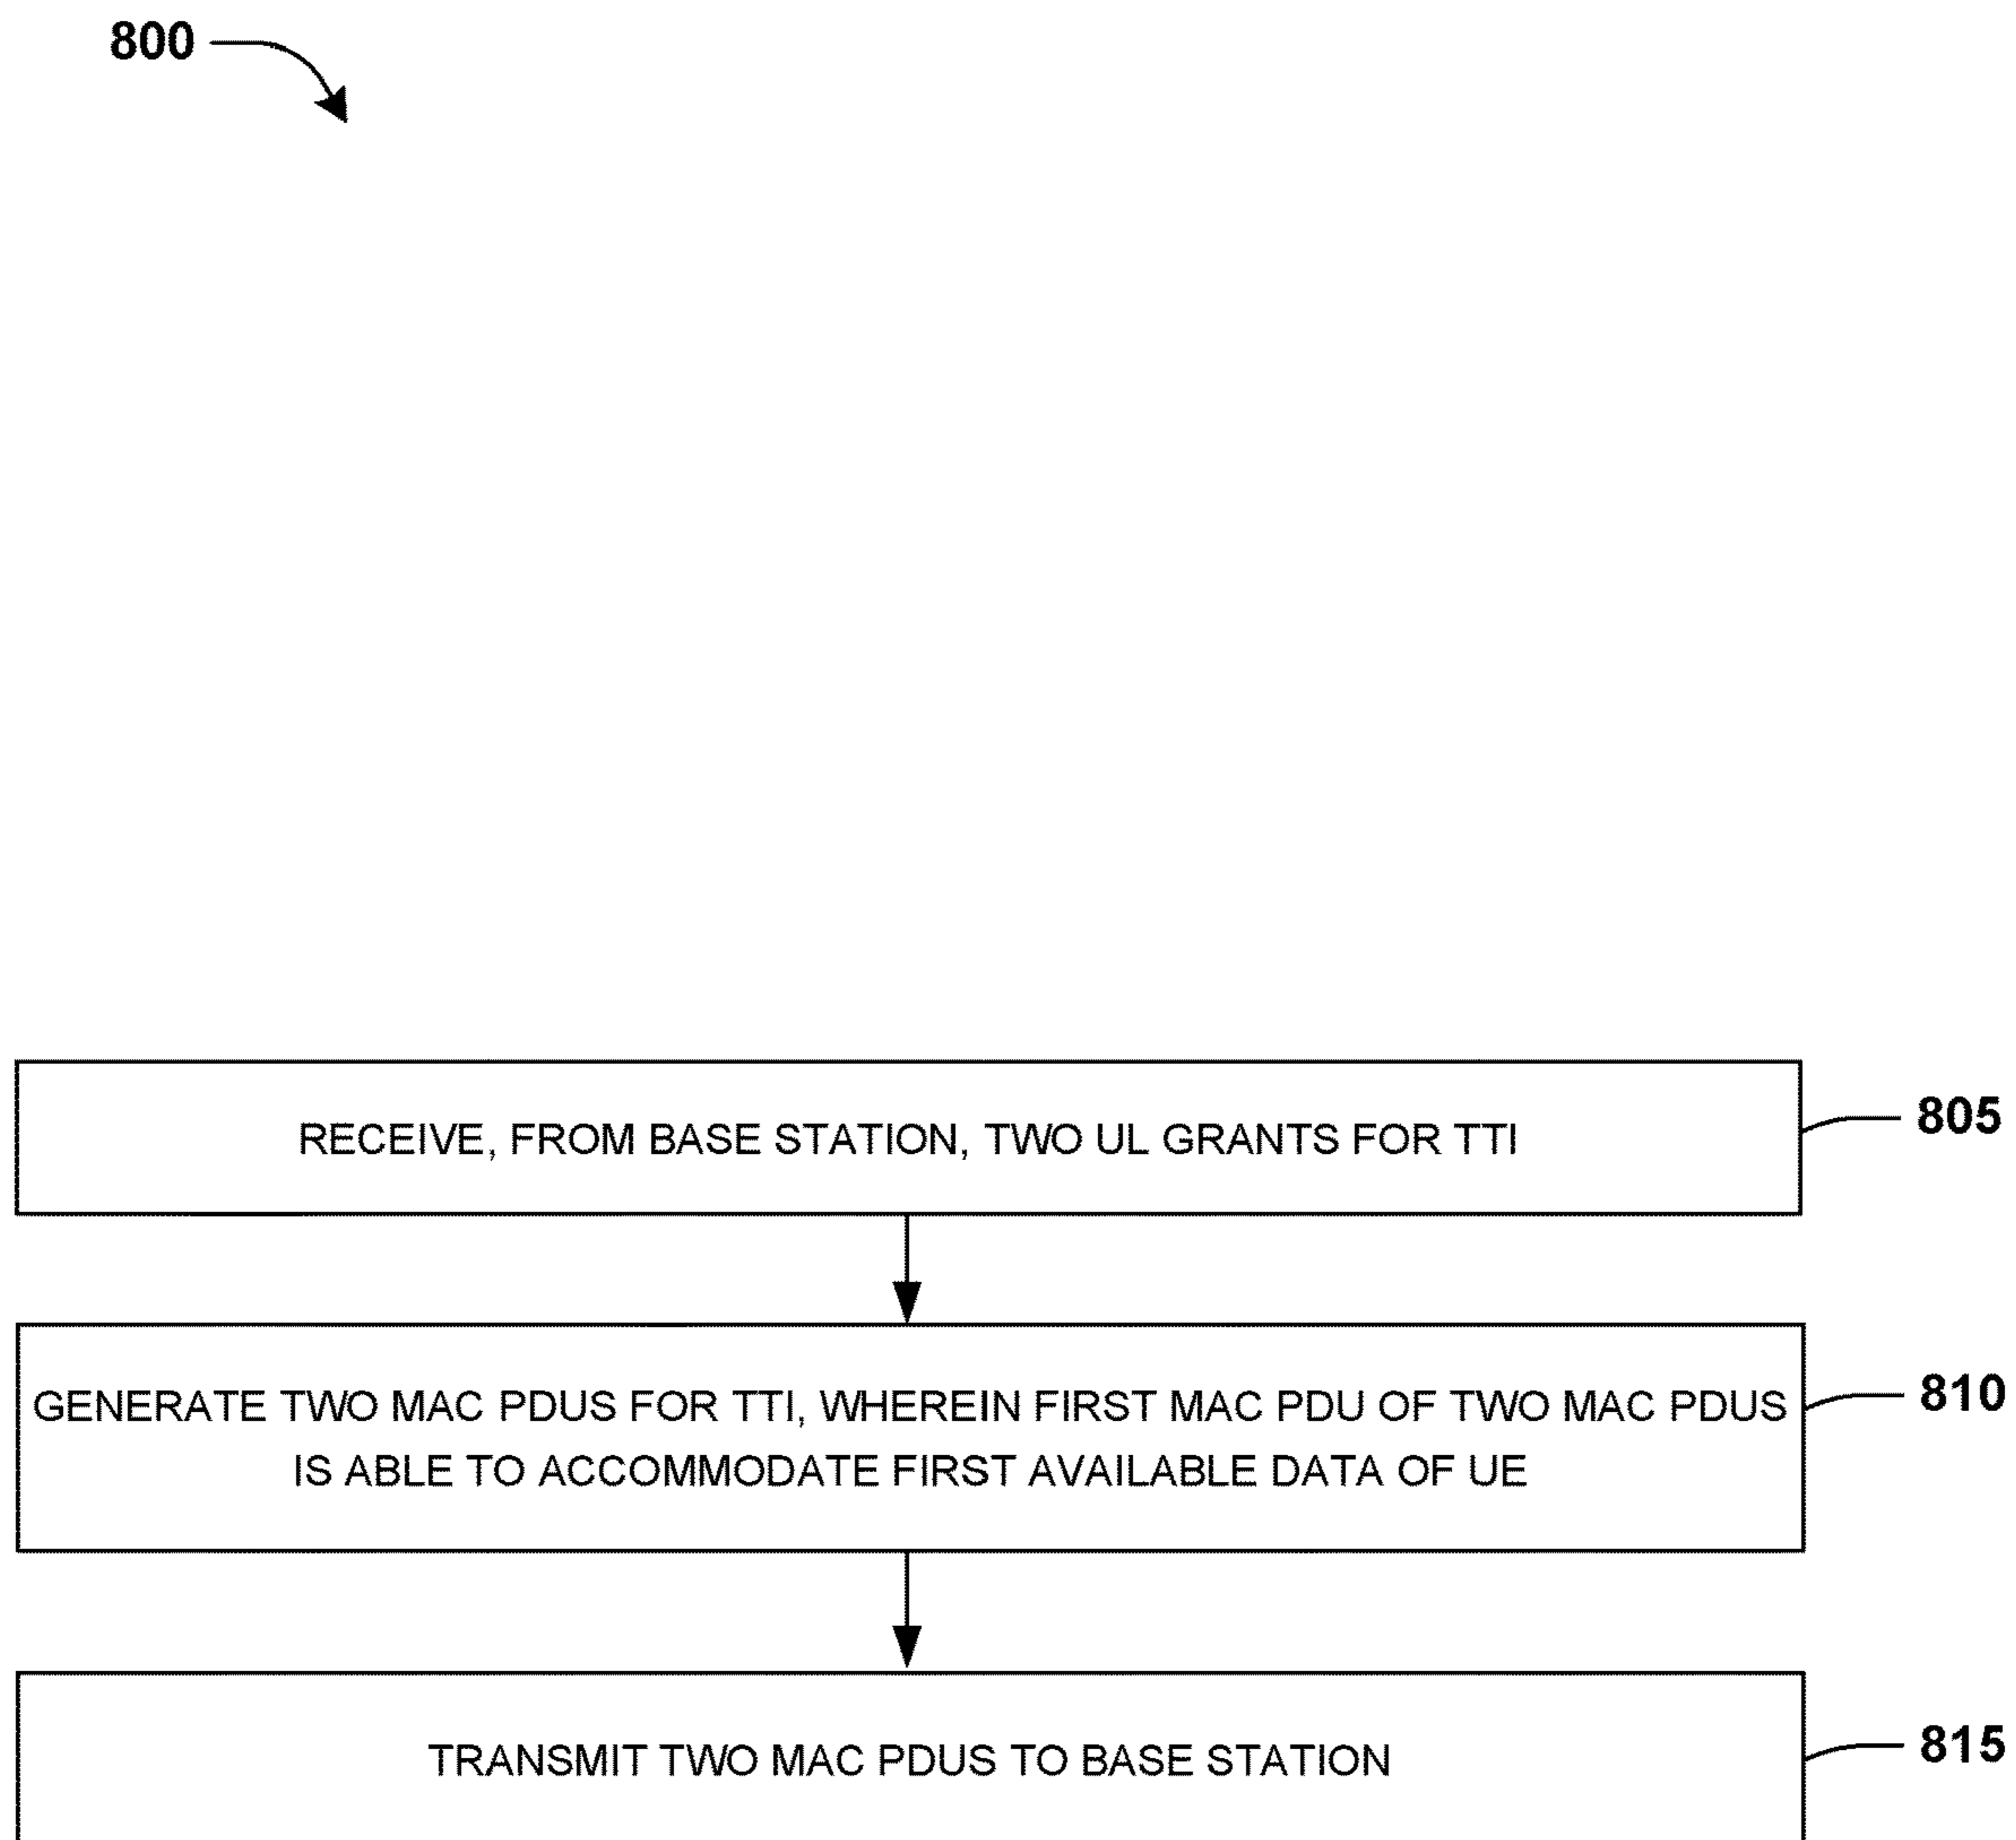 800
RECEIVE, FROM BASE STATION, TWO UL GRANTS FOR TTI
805
GENERATE TWO MAC PDUS FOR TTI, WHEREIN FIRST MAC PDU OF TWO MAC PDUS
IS ABLE TO ACCOMMODATE FIRST AVAILABLE DATA OF UE
810
TRANSMIT TWO MAC PDUS TO BASE STATION
815